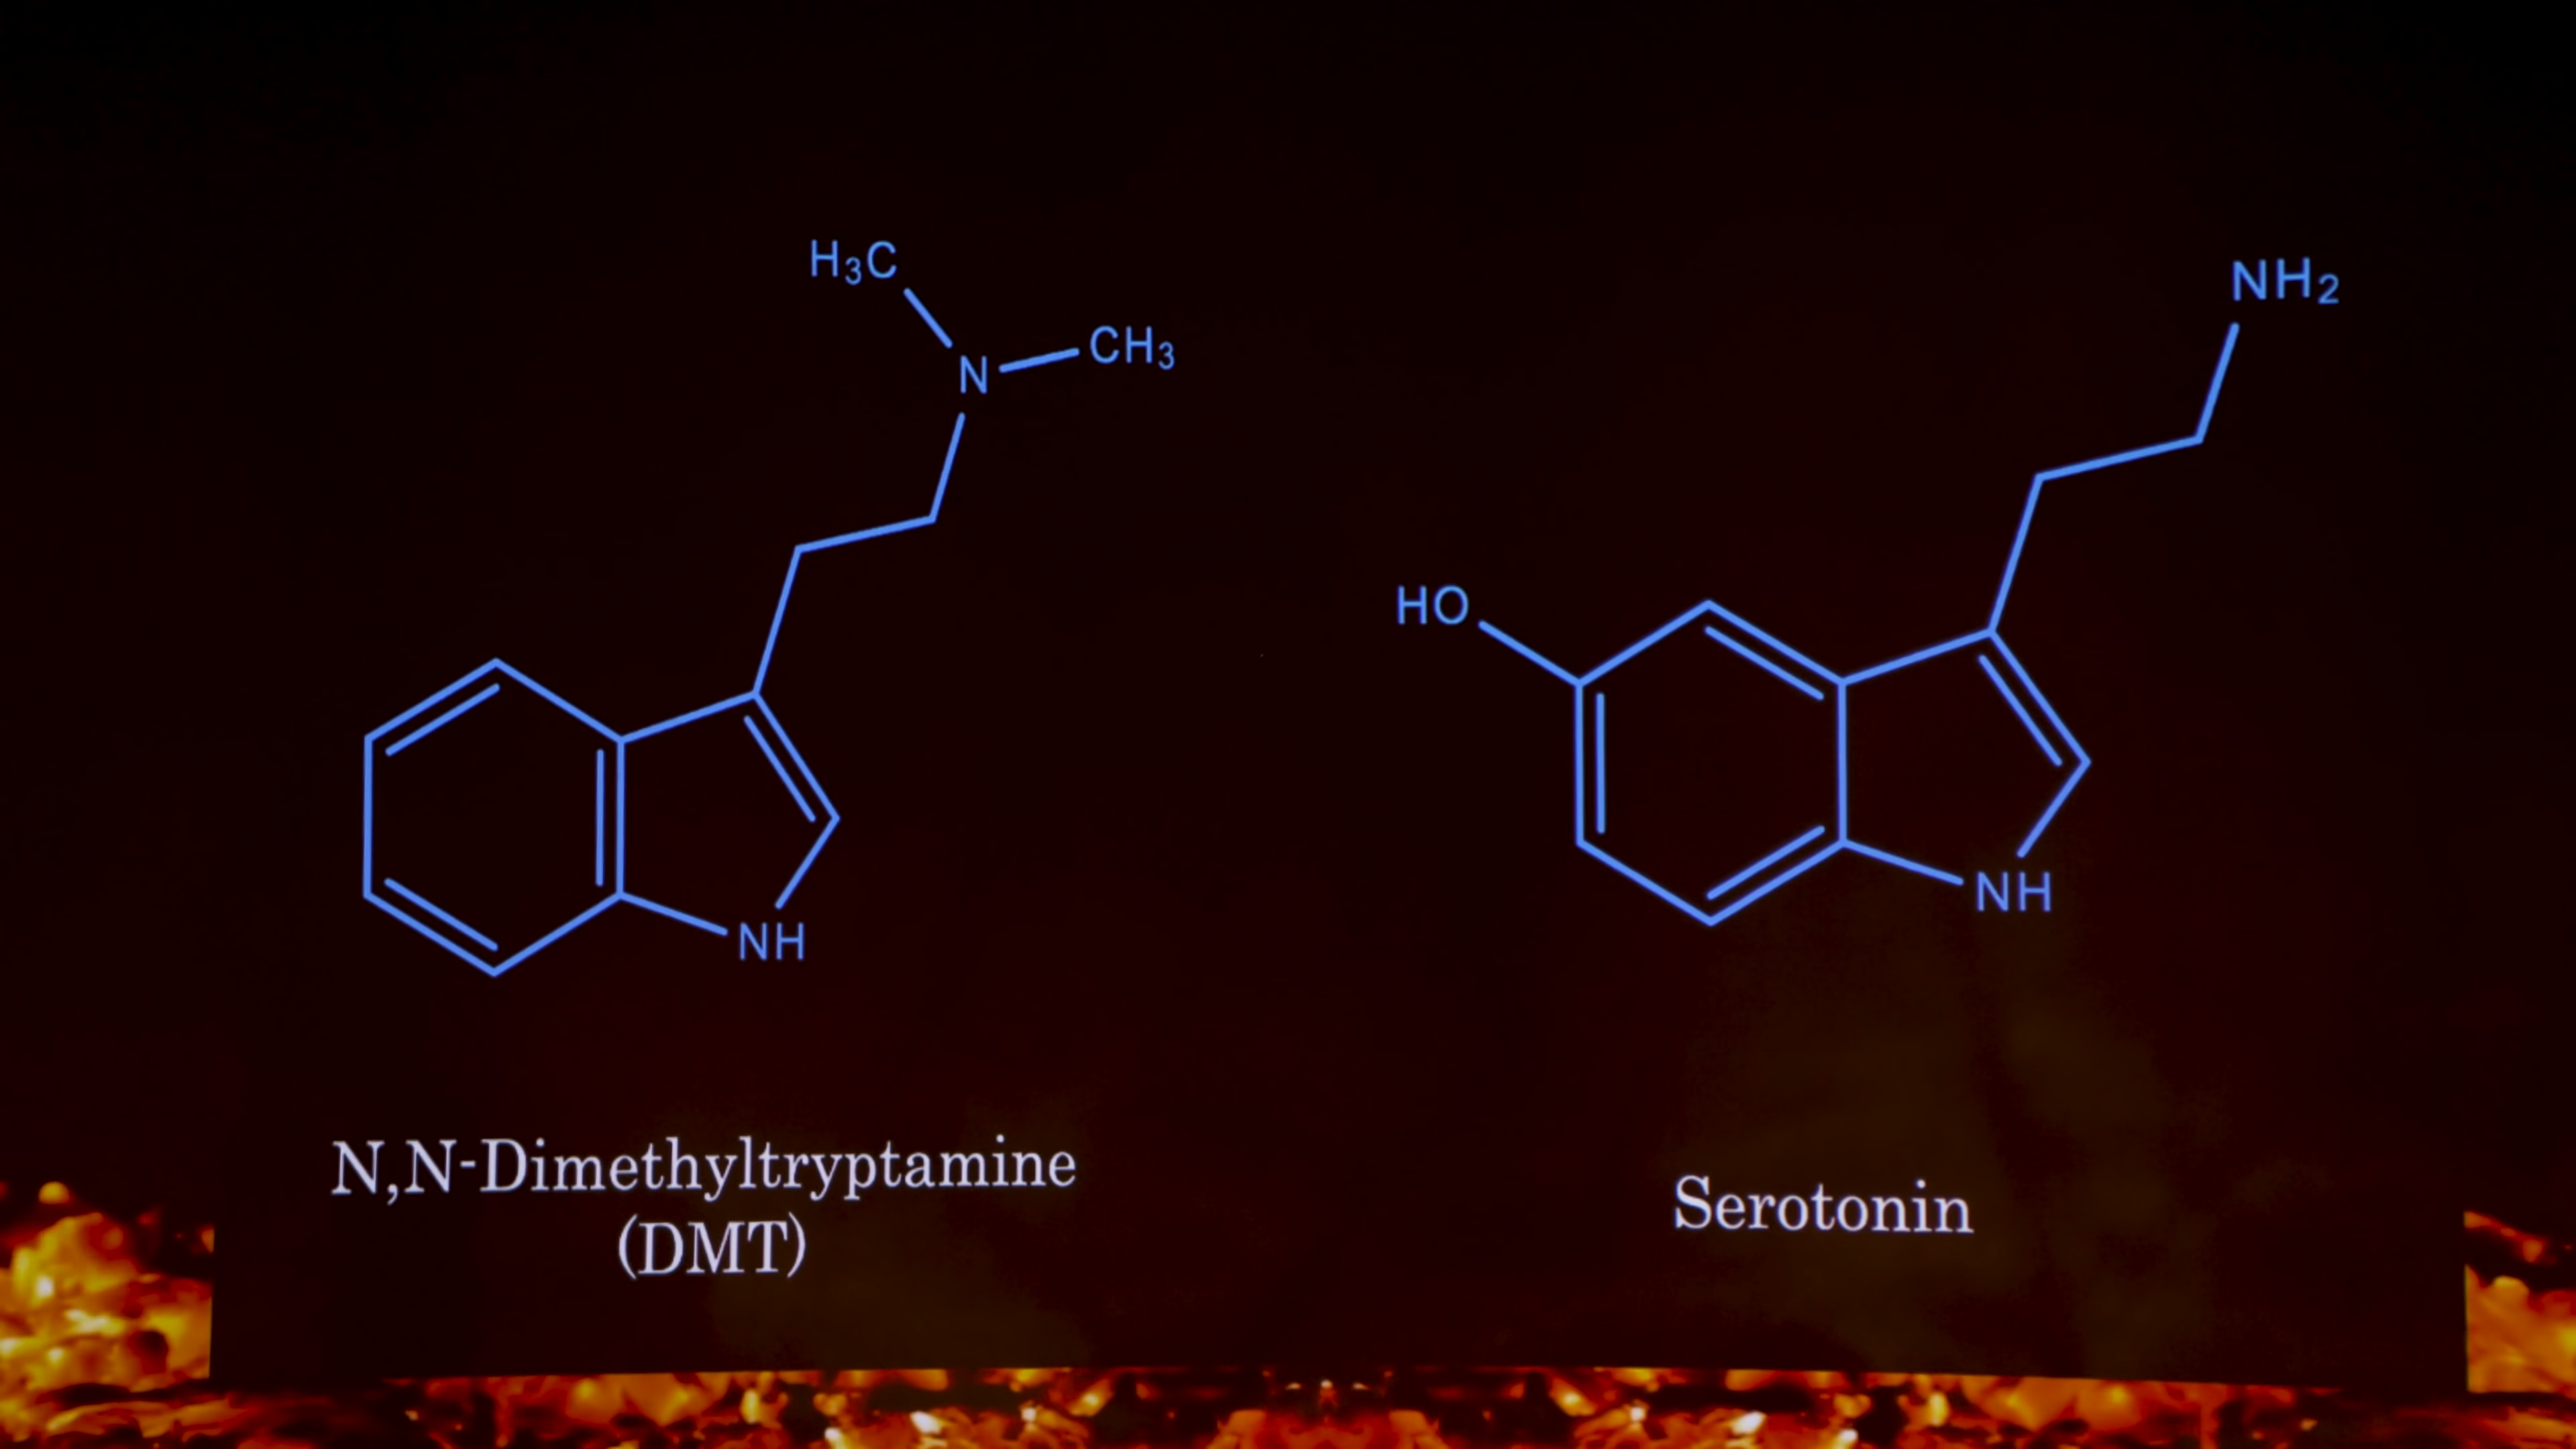 H₃C
CH₃
N
NH
N,N-Dimethyltryptamine
(DMT)
NH₂
HO
NH
Serotonin